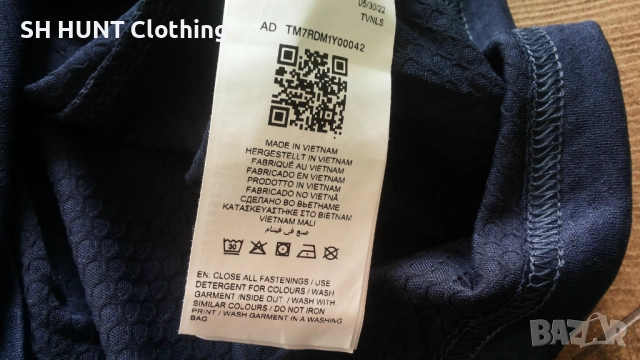 SH HUNT Clothing
05/30/22
TVNLS
AD TM7RDM1Y00042
MADE IN VIETNAM
HERGESTELLT IN VIETNAM
FABRIQUÉ AU VIETNAM
FABRICADO EN VIETNAM
PRODOTTO IN VIETNAM
FABRICADO NO VIETNÃ
СДЕЛАНО ВО ВЬЕТНАМЕ
ΚΑΤΑΣΚΕΥΑΣΤΗΚΕ ΣΤΟ ΒΙΕΤΝΑΜ
VIETNAM MALI
صنع في فيتنام
30
EN: CLOSE ALL FASTENINGS / USE
DETERGENT FOR COLOURS / WASH
GARMENT INSIDE OUT / WASH WITH
SIMILAR COLOURS / DO NOT IRON
PRINT / WASH GARMENT IN A WASHING
BAG
BAZAR